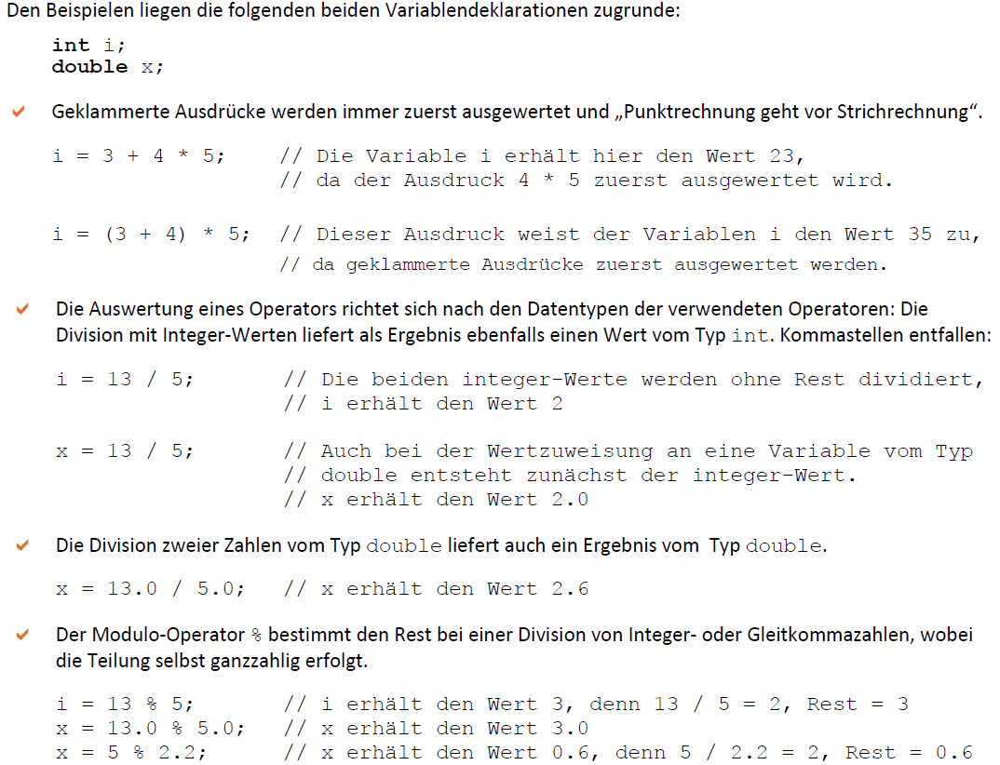 Den Beispielen liegen die folgenden beiden Variablendeklarationen zugrunde:
int i;
double x;
Geklammerte Ausdrücke werden immer zuerst ausgewertet und „Punktrechnung geht vor Strichrechnung“.
i = 3 + 4 * 5; // Die Variable i erhält hier den Wert 23,
// da der Ausdruck 4 * 5 zuerst ausgewertet wird.
i = (3 + 4) * 5; // Dieser Ausdruck weist der Variablen i den Wert 35 zu,
// da geklammerte Ausdrücke zuerst ausgewertet werden.
Die Auswertung eines Operators richtet sich nach den Datentypen der verwendeten Operatoren: Die
Division mit Integer-Werten liefert als Ergebnis ebenfalls einen Wert vom Typ int. Kommastellen entfallen:
i = 13 / 5; // Die beiden integer-Werte werden ohne Rest dividiert,
// i erhält den Wert 2
x = 13 / 5; // Auch bei der Wertzuweisung an eine Variable vom Typ
// double entsteht zunächst der integer-Wert.
// x erhält den Wert 2.0
Die Division zweier Zahlen vom Typ double liefert auch ein Ergebnis vom Typ double.
x = 13.0 / 5.0; // x erhält den Wert 2.6
Der Modulo-Operator % bestimmt den Rest bei einer Division von Integer- oder Gleitkommazahlen, wobei
die Teilung selbst ganzzahlig erfolgt.
i = 13 % 5; // i erhält den Wert 3, denn 13 / 5 = 2, Rest = 3
x = 13.0 % 5.0; // x erhält den Wert 3.0
x = 5 % 2.2; // x erhält den Wert 0.6, denn 5 / 2.2 = 2, Rest = 0.6